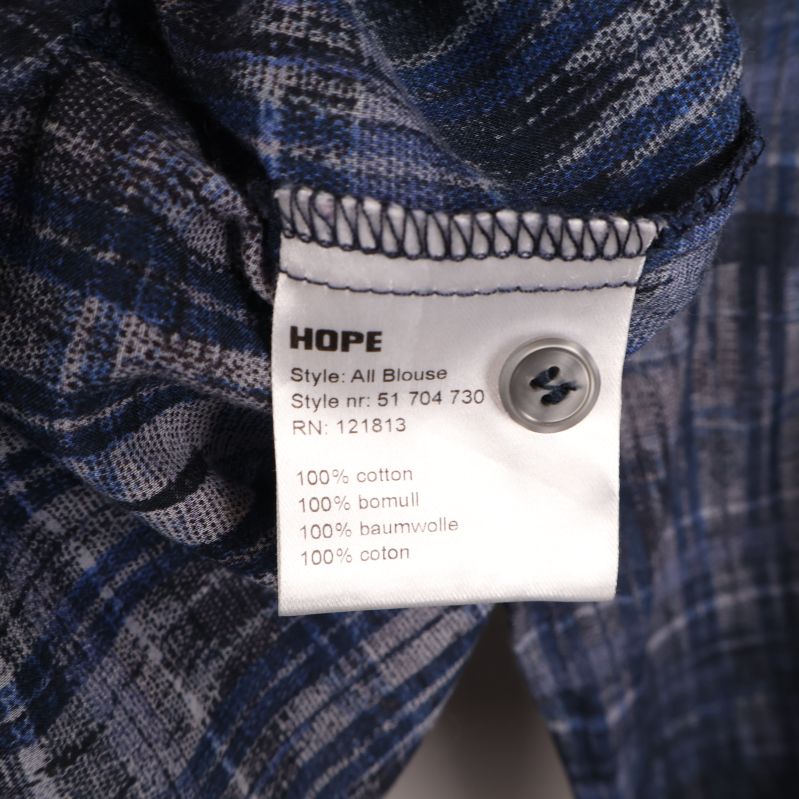 HOPE
Style: All Blouse
Style nr: 51 704 730
RN: 121813
100% cotton
100% bomull
100% baumwolle
100% coton